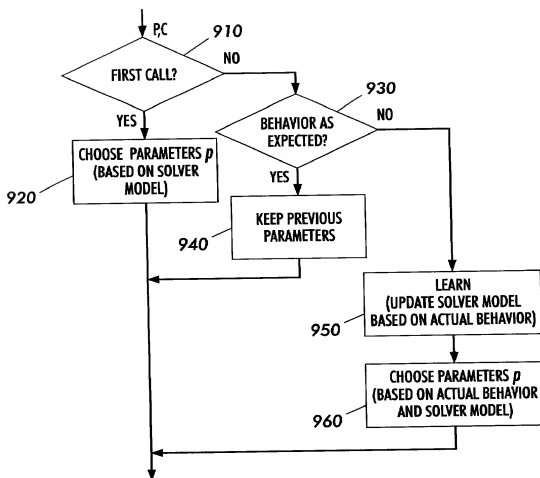 P,C
910
FIRST CALL?
NO
930
YES
BEHAVIOR AS
EXPECTED?
NO
CHOOSE PARAMETERS p
(BASED ON SOLVER
MODEL)
920
YES
KEEP PREVIOUS
PARAMETERS
940
LEARN
(UPDATE SOLVER MODEL
BASED ON ACTUAL BEHAVIOR)
950
CHOOSE PARAMETERS p
(BASED ON ACTUAL BEHAVIOR
AND SOLVER MODEL)
960